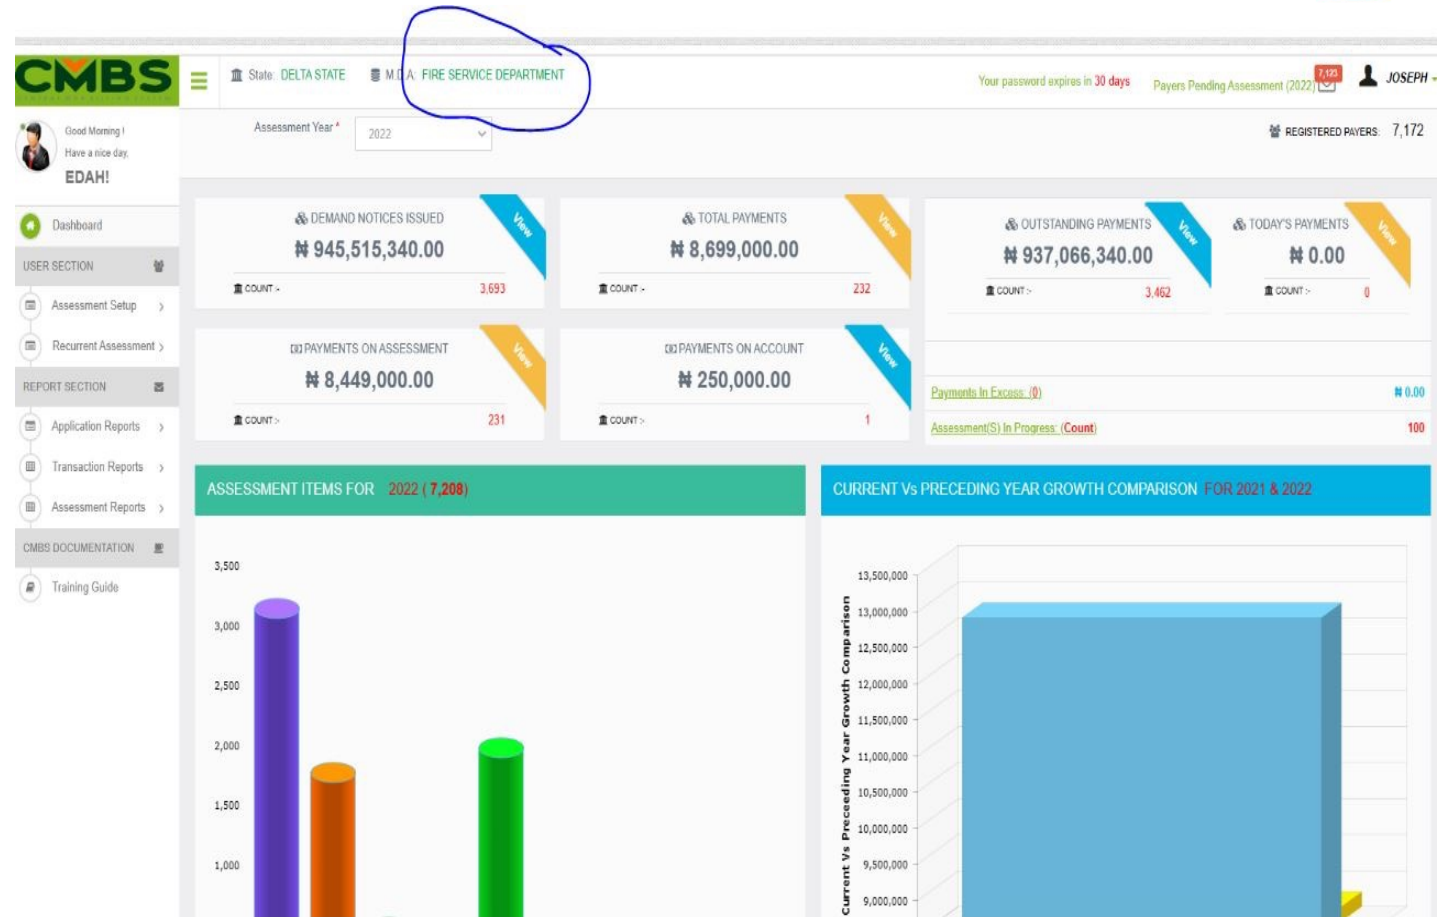 CMBS
State: DELTA STATE
M.D.A: FIRE SERVICE DEPARTMENT
Your password expires in 30 days
Payers Pending Assessment (2022)
7,123
JOSEPH
Good Morning !
Have a nice day,
EDAH!
Assessment Year *
2022
REGISTERED PAYERS: 7,172
Dashboard
USER SECTION
Assessment Setup
Recurrent Assessment
REPORT SECTION
Application Reports
Transaction Reports
Assessment Reports
CMBS DOCUMENTATION
Training Guide
DEMAND NOTICES ISSUED
View
₦ 945,515,340.00
COUNT :- 3,693
TOTAL PAYMENTS
View
₦ 8,699,000.00
COUNT :- 232
OUTSTANDING PAYMENTS
View
₦ 937,066,340.00
COUNT :- 3,462
TODAY'S PAYMENTS
View
₦ 0.00
COUNT :- 0
PAYMENTS ON ASSESSMENT
View
₦ 8,449,000.00
COUNT :- 231
PAYMENTS ON ACCOUNT
View
₦ 250,000.00
COUNT :- 1
Payments In Excess: (0) ₦ 0.00
Assessment(S) In Progress: (Count) 100
ASSESSMENT ITEMS FOR 2022 ( 7,208)
3,500
3,000
2,500
2,000
1,500
1,000
CURRENT Vs PRECEDING YEAR GROWTH COMPARISON FOR 2021 & 2022
Current Vs Preceeding Year Growth Comparison
13,500,000
13,000,000
12,500,000
12,000,000
11,500,000
11,000,000
10,500,000
10,000,000
9,500,000
9,000,000